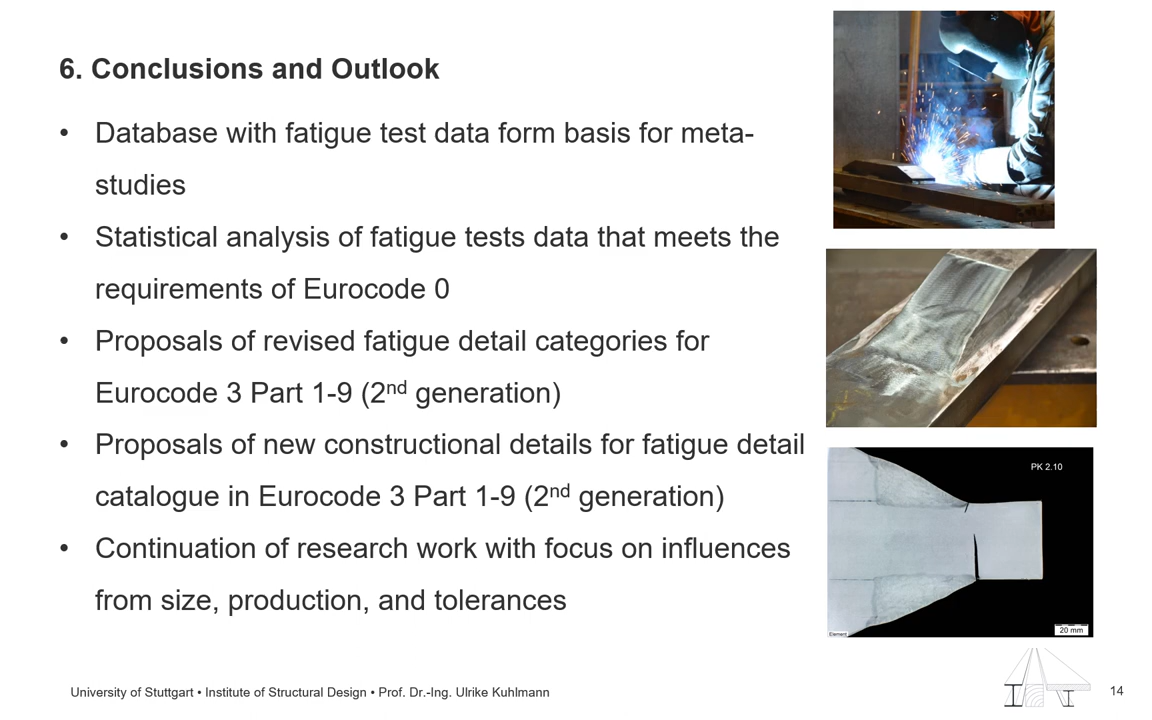 6. Conclusions and Outlook
• Database with fatigue test data form basis for meta-
studies
• Statistical analysis of fatigue tests data that meets the
requirements of Eurocode 0
• Proposals of revised fatigue detail categories for
Eurocode 3 Part 1-9 (2nd generation)
• Proposals of new constructional details for fatigue detail
catalogue in Eurocode 3 Part 1-9 (2nd generation)
• Continuation of research work with focus on influences
from size, production, and tolerances
PK 2.10
Element
20 mm
University of Stuttgart • Institute of Structural Design • Prof. Dr.-Ing. Ulrike Kuhlmann
14